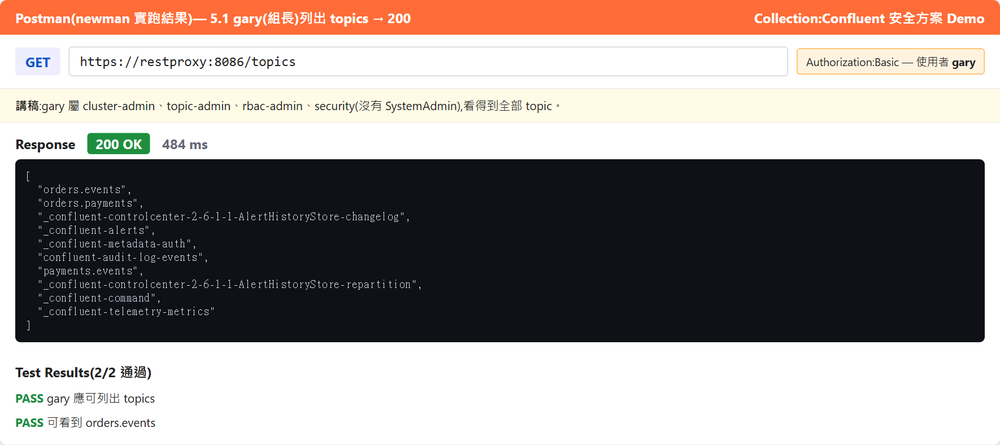 Postman(newman 實跑結果)— 5.1 gary(組長)列出 topics → 200
Collection:Confluent 安全方案 Demo
GET
https://restproxy:8086/topics
Authorization:Basic — 使用者 gary
講稿:gary 屬 cluster-admin、topic-admin、rbac-admin、security(沒有 SystemAdmin),看得到全部 topic。
Response
200 OK
484 ms
[
"orders.events",
"orders.payments",
"_confluent-controlcenter-2-6-1-1-AlertHistoryStore-changelog",
"_confluent-alerts",
"_confluent-metadata-auth",
"confluent-audit-log-events",
"payments.events",
"_confluent-controlcenter-2-6-1-1-AlertHistoryStore-repartition",
"_confluent-command",
"_confluent-telemetry-metrics"
]
Test Results(2/2 通過)
PASS gary 應可列出 topics
PASS 可看到 orders.events